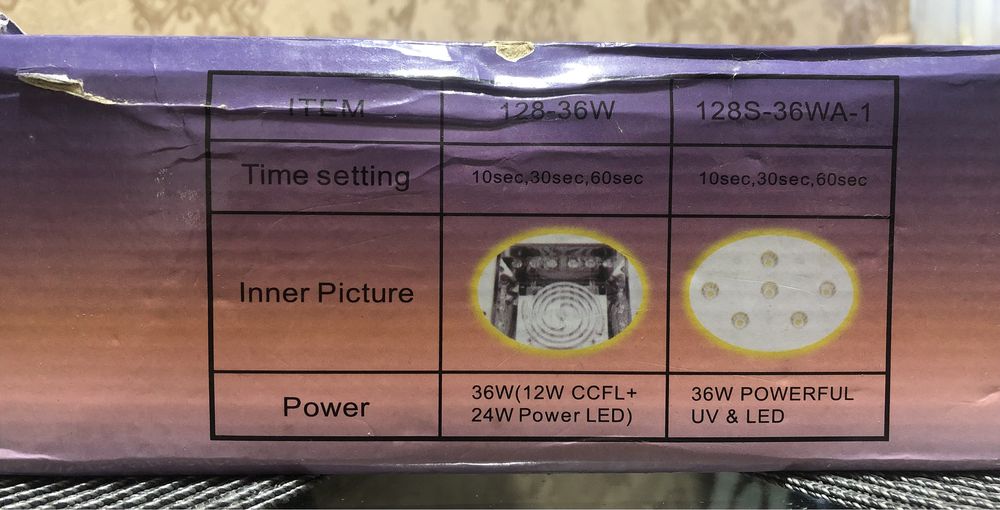 ITEM 128-36W 128S-36WA-1
Time setting 10sec,30sec,60sec 10sec,30sec,60sec
Inner Picture
Power 36W(12W CCFL+ 36W POWERFUL
24W Power LED) UV & LED